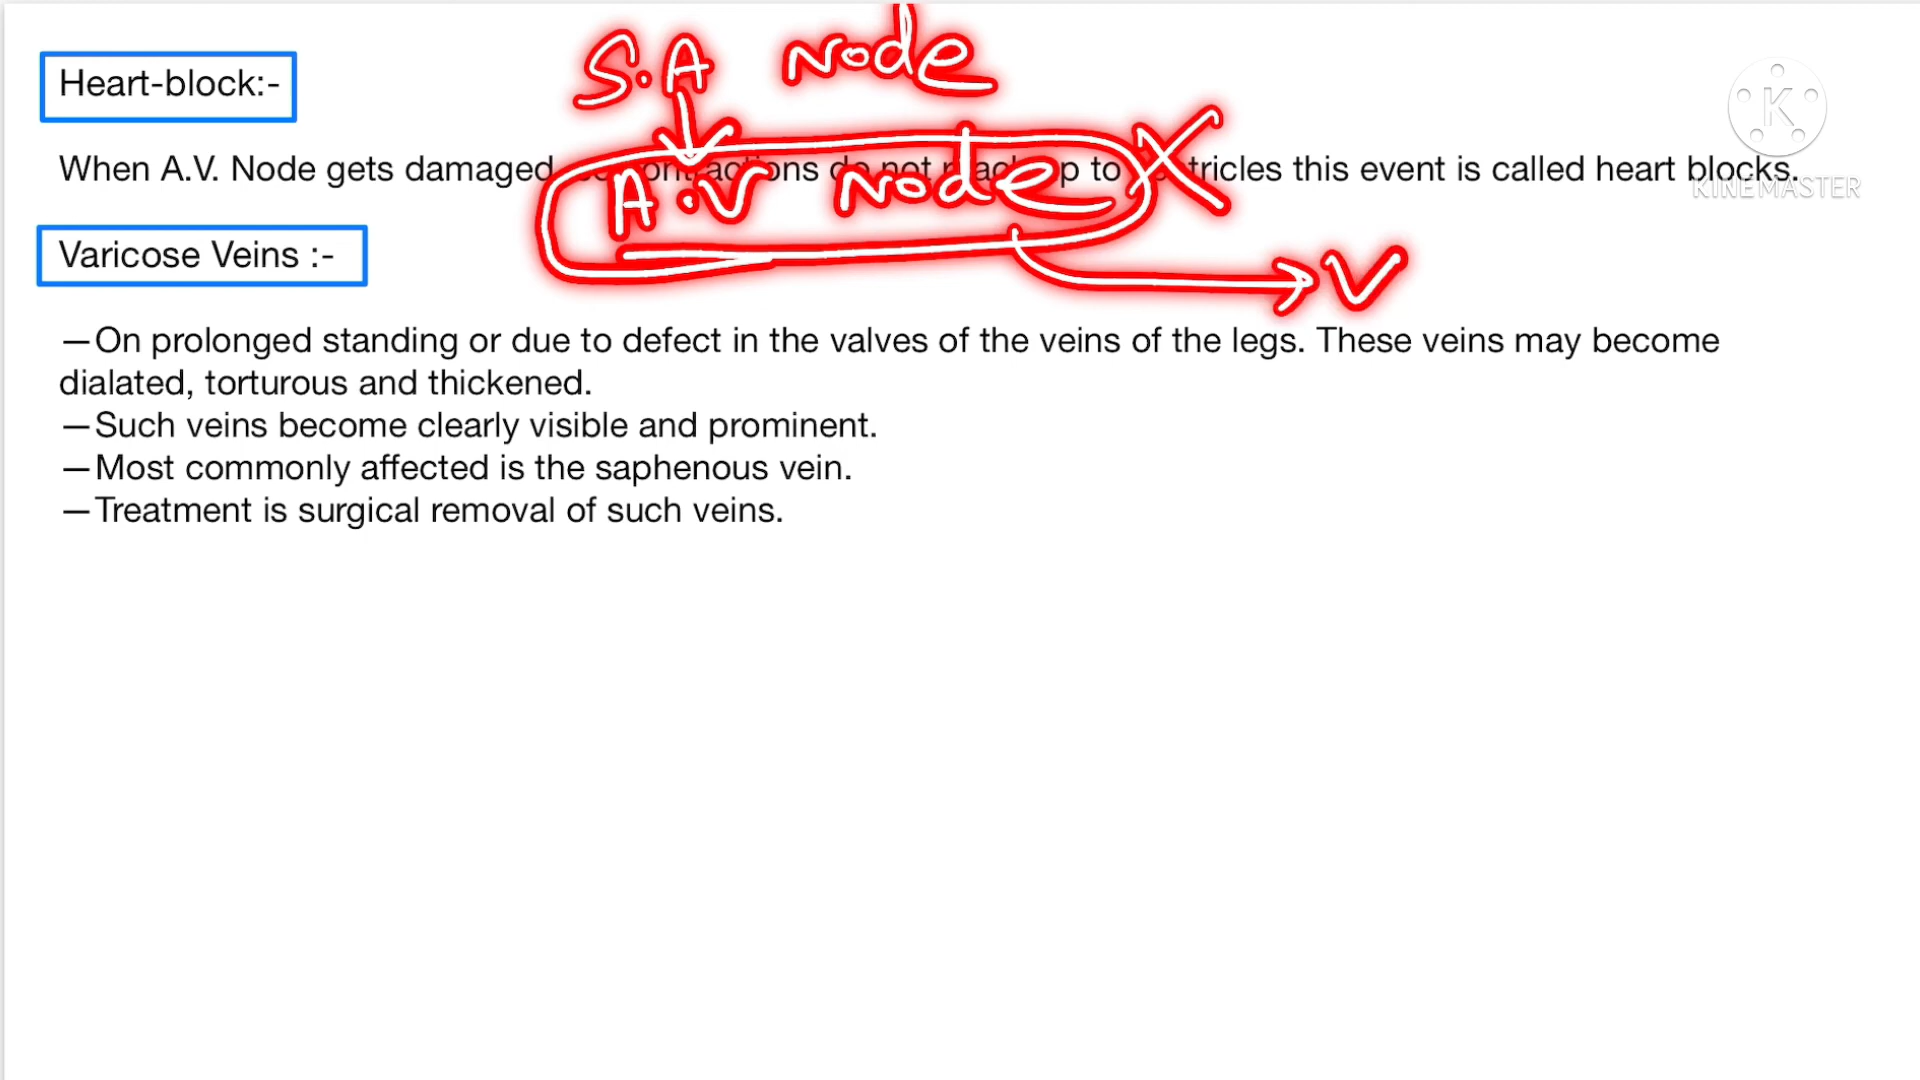 S.A Node
Heart-block:-
When A.V. Node gets damaged do not up to this event is called heart blocks.
A.V Node X
V
Varicose Veins :-
—On prolonged standing or due to defect in the valves of the veins of the legs. These veins may become
dialated, torturous and thickened.
—Such veins become clearly visible and prominent.
—Most commonly affected is the saphenous vein.
—Treatment is surgical removal of such veins.
K
KINEMASTER